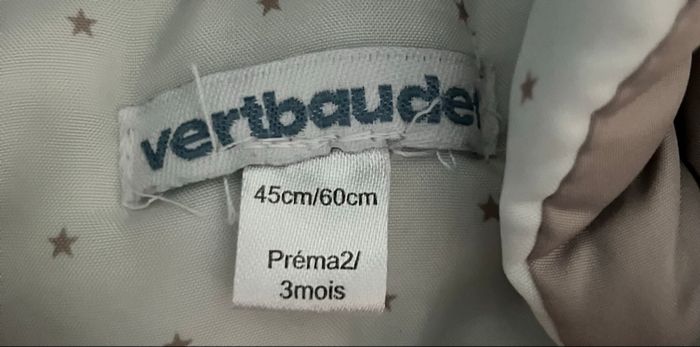 vertbaudet
45cm/60cm
Préma2/
3mois